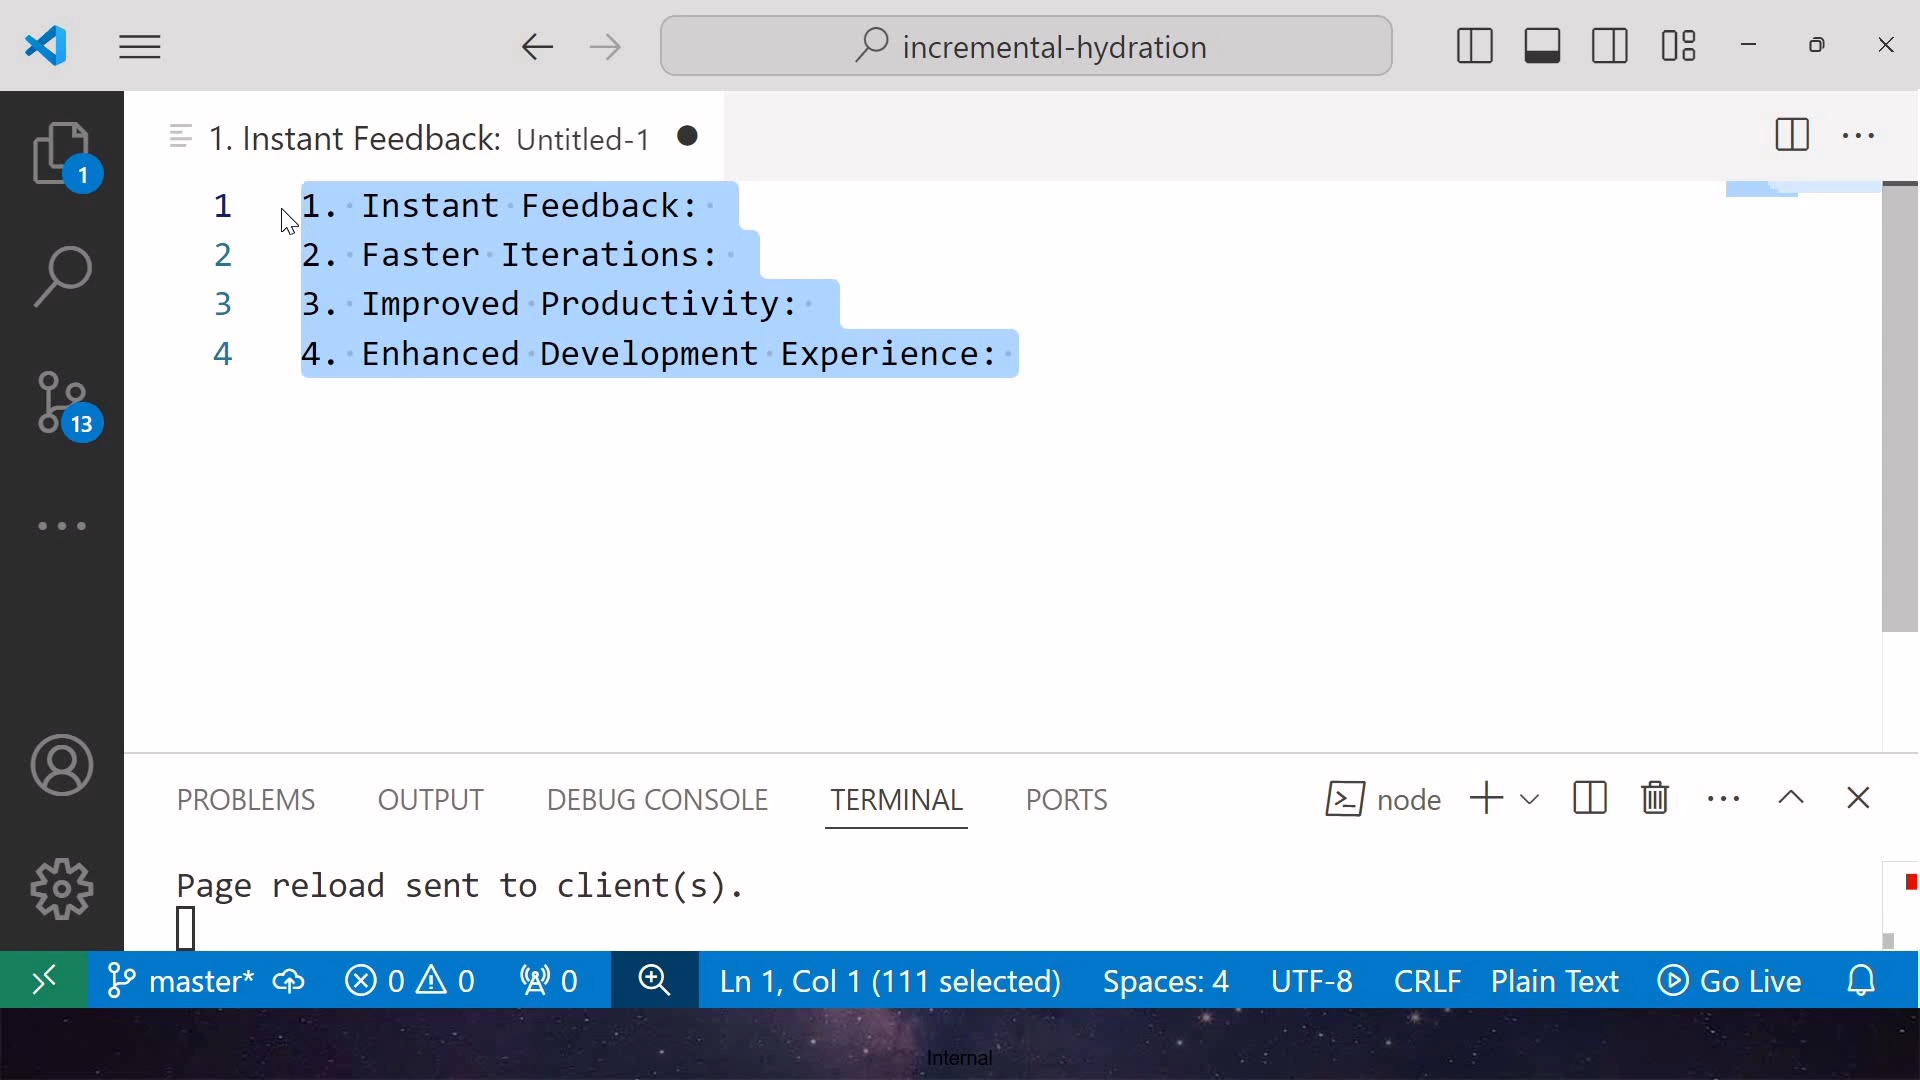 incremental-hydration
1. Instant Feedback: Untitled-1
1
1 1. Instant Feedback:
2 2. Faster Iterations:
3 3. Improved Productivity:
4 4. Enhanced Development Experience:
13
PROBLEMS OUTPUT DEBUG CONSOLE TERMINAL PORTS node
Page reload sent to client(s).
master* 0 0 0 Ln 1, Col 1 (111 selected) Spaces: 4 UTF-8 CRLF Plain Text Go Live
Internal